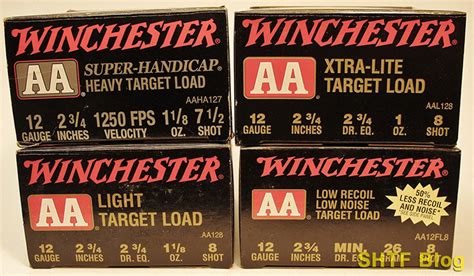 WINCHESTER
AA
SUPER-HANDICAP
HEAVY TARGET LOAD
AAHA127
12 2 3/4 1250 FPS 1 1/8 7 1/2
GAUGE INCHES VELOCITY OZ. SHOT
WINCHESTER
AA
XTRA-LITE
TARGET LOAD
AAL128
12 2 3/4 2 3/4 1 8
GAUGE INCHES DR. EQ. OZ. SHOT
WINCHESTER
AA
LIGHT
TARGET LOAD
AA128
12 2 3/4 2 3/4 1 1/8 8
GAUGE INCHES DR. EQ. OZ. SHOT
WINCHESTER
AA
LOW RECOIL
LOW NOISE
TARGET LOAD
50%
LESS RECOIL
AND NOISE*
AA12FL8
12 2 3/4 MIN. 26 8
GAUGE INCHES DR. EQ.
SHTF Blog